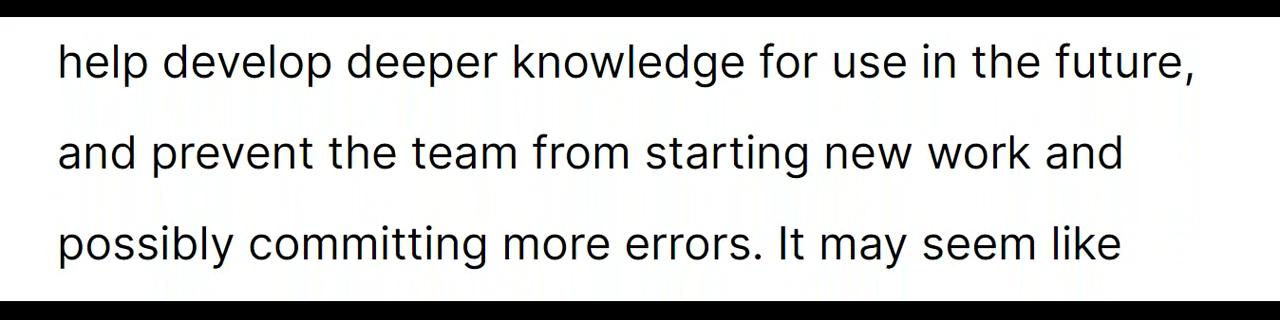 help develop deeper knowledge for use in the future,
and prevent the team from starting new work and
possibly committing more errors. It may seem like